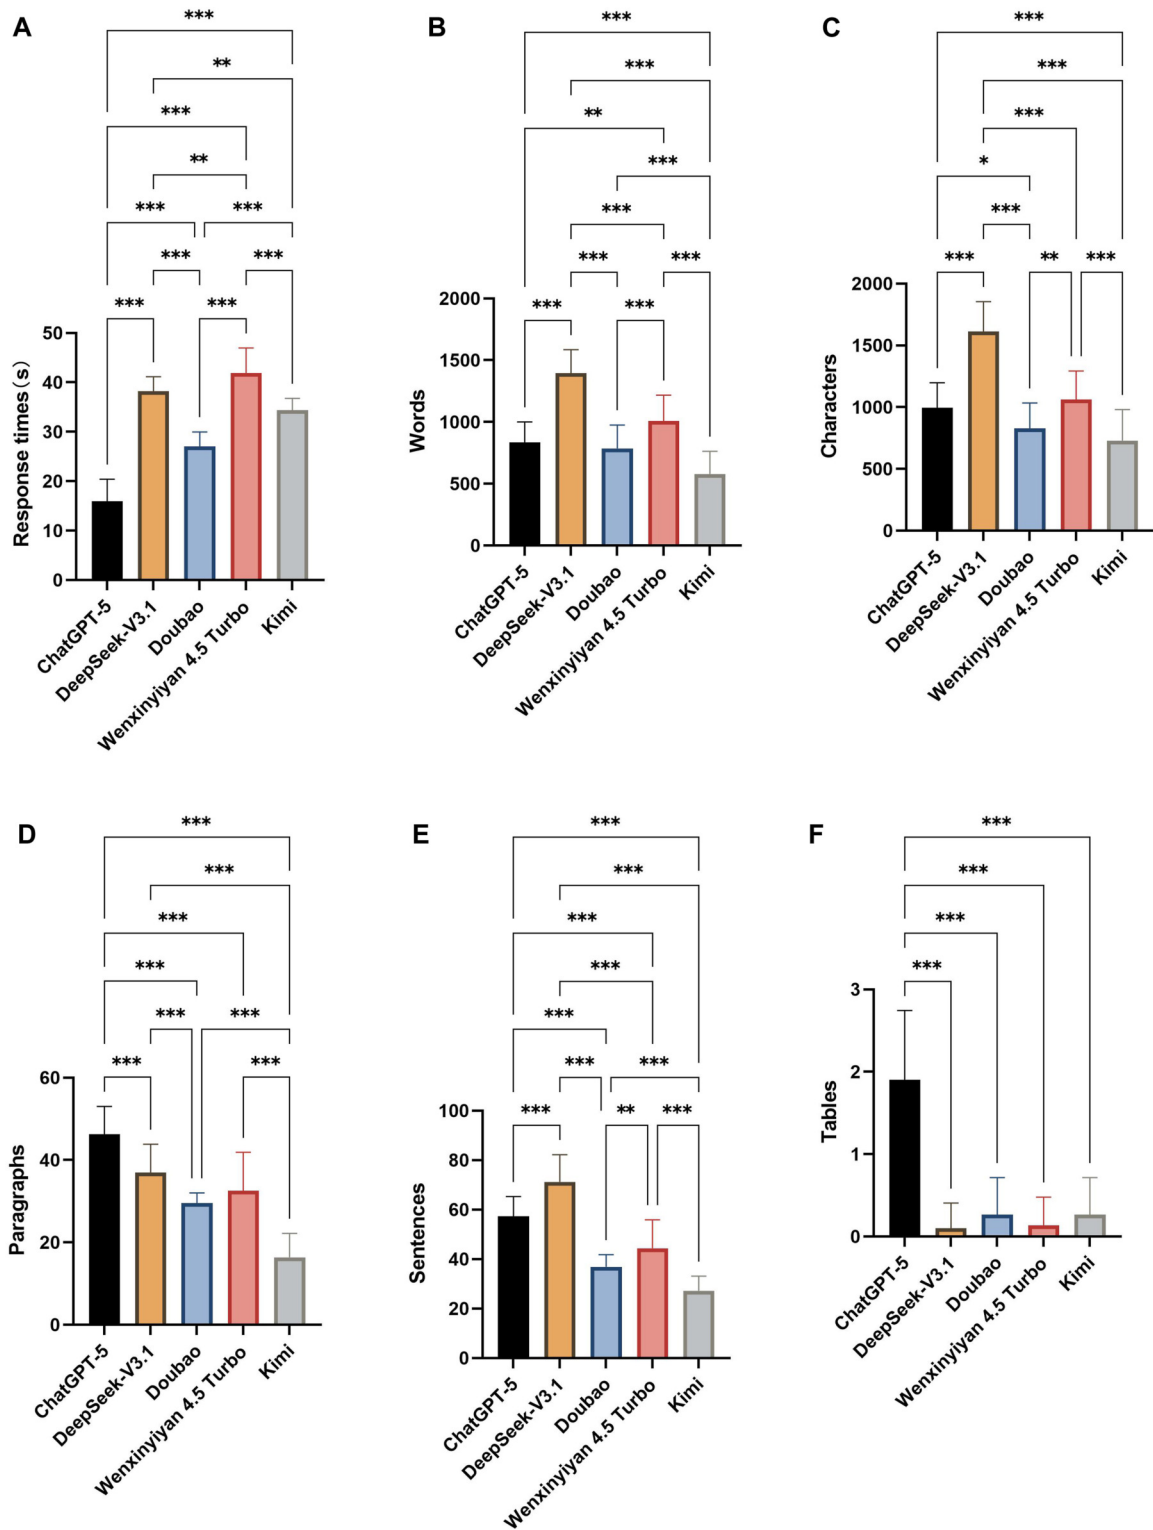 A
***
**
***
**
*** ***
*** ***
*** ***
Response times(s)
50
40
30
20
10
0
ChatGPT-5
DeepSeek-V3.1
Doubao
Wenxinyiyan 4.5 Turbo
Kimi
B
***
***
**
***
***
*** ***
*** ***
Words
2000
1500
1000
500
0
ChatGPT-5
DeepSeek-V3.1
Doubao
Wenxinyiyan 4.5 Turbo
Kimi
C
***
***
***
*
***
*** ** ***
Characters
2000
1500
1000
500
0
ChatGPT-5
DeepSeek-V3.1
Doubao
Wenxinyiyan 4.5 Turbo
Kimi
D
***
***
***
***
*** ***
*** ***
Paragraphs
60
40
20
0
ChatGPT-5
DeepSeek-V3.1
Doubao
Wenxinyiyan 4.5 Turbo
Kimi
E
***
***
***
***
***
*** ***
*** ** ***
Sentences
100
80
60
40
20
0
ChatGPT-5
DeepSeek-V3.1
Doubao
Wenxinyiyan 4.5 Turbo
Kimi
F
***
***
***
***
Tables
3
2
1
0
ChatGPT-5
DeepSeek-V3.1
Doubao
Wenxinyiyan 4.5 Turbo
Kimi